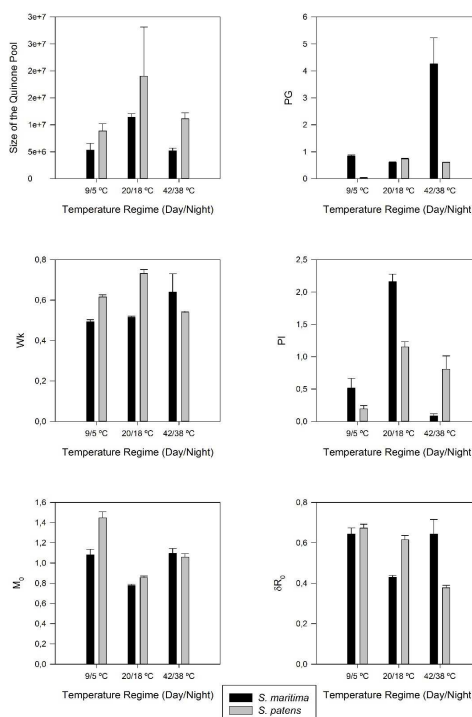 Size of the Quinone Pool
3e+7
3e+7
2e+7
2e+7
1e+7
5e+6
0
9/5 ºC 20/18 ºC 42/38 ºC
Temperature Regime (Day/Night)
PG
6
5
4
3
2
1
0
9/5 ºC 20/18 ºC 42/38 ºC
Temperature Regime (Day/Night)
Wk
0,8
0,6
0,4
0,2
0,0
9/5 ºC 20/18 ºC 42/38 ºC
Temperature Regime (Day/Night)
PI
2,5
2,0
1,5
1,0
0,5
0,0
9/5 ºC 20/18 ºC 42/38 ºC
Temperature Regime (Day/Night)
M0
1,6
1,4
1,2
1,0
0,8
0,6
0,4
0,2
0,0
9/5 ºC 20/18 ºC 42/38 ºC
Temperature Regime (Day/Night)
δR0
0,8
0,6
0,4
0,2
0,0
9/5 ºC 20/18 ºC 42/38 ºC
Temperature Regime (Day/Night)
S. maritima
S. patens